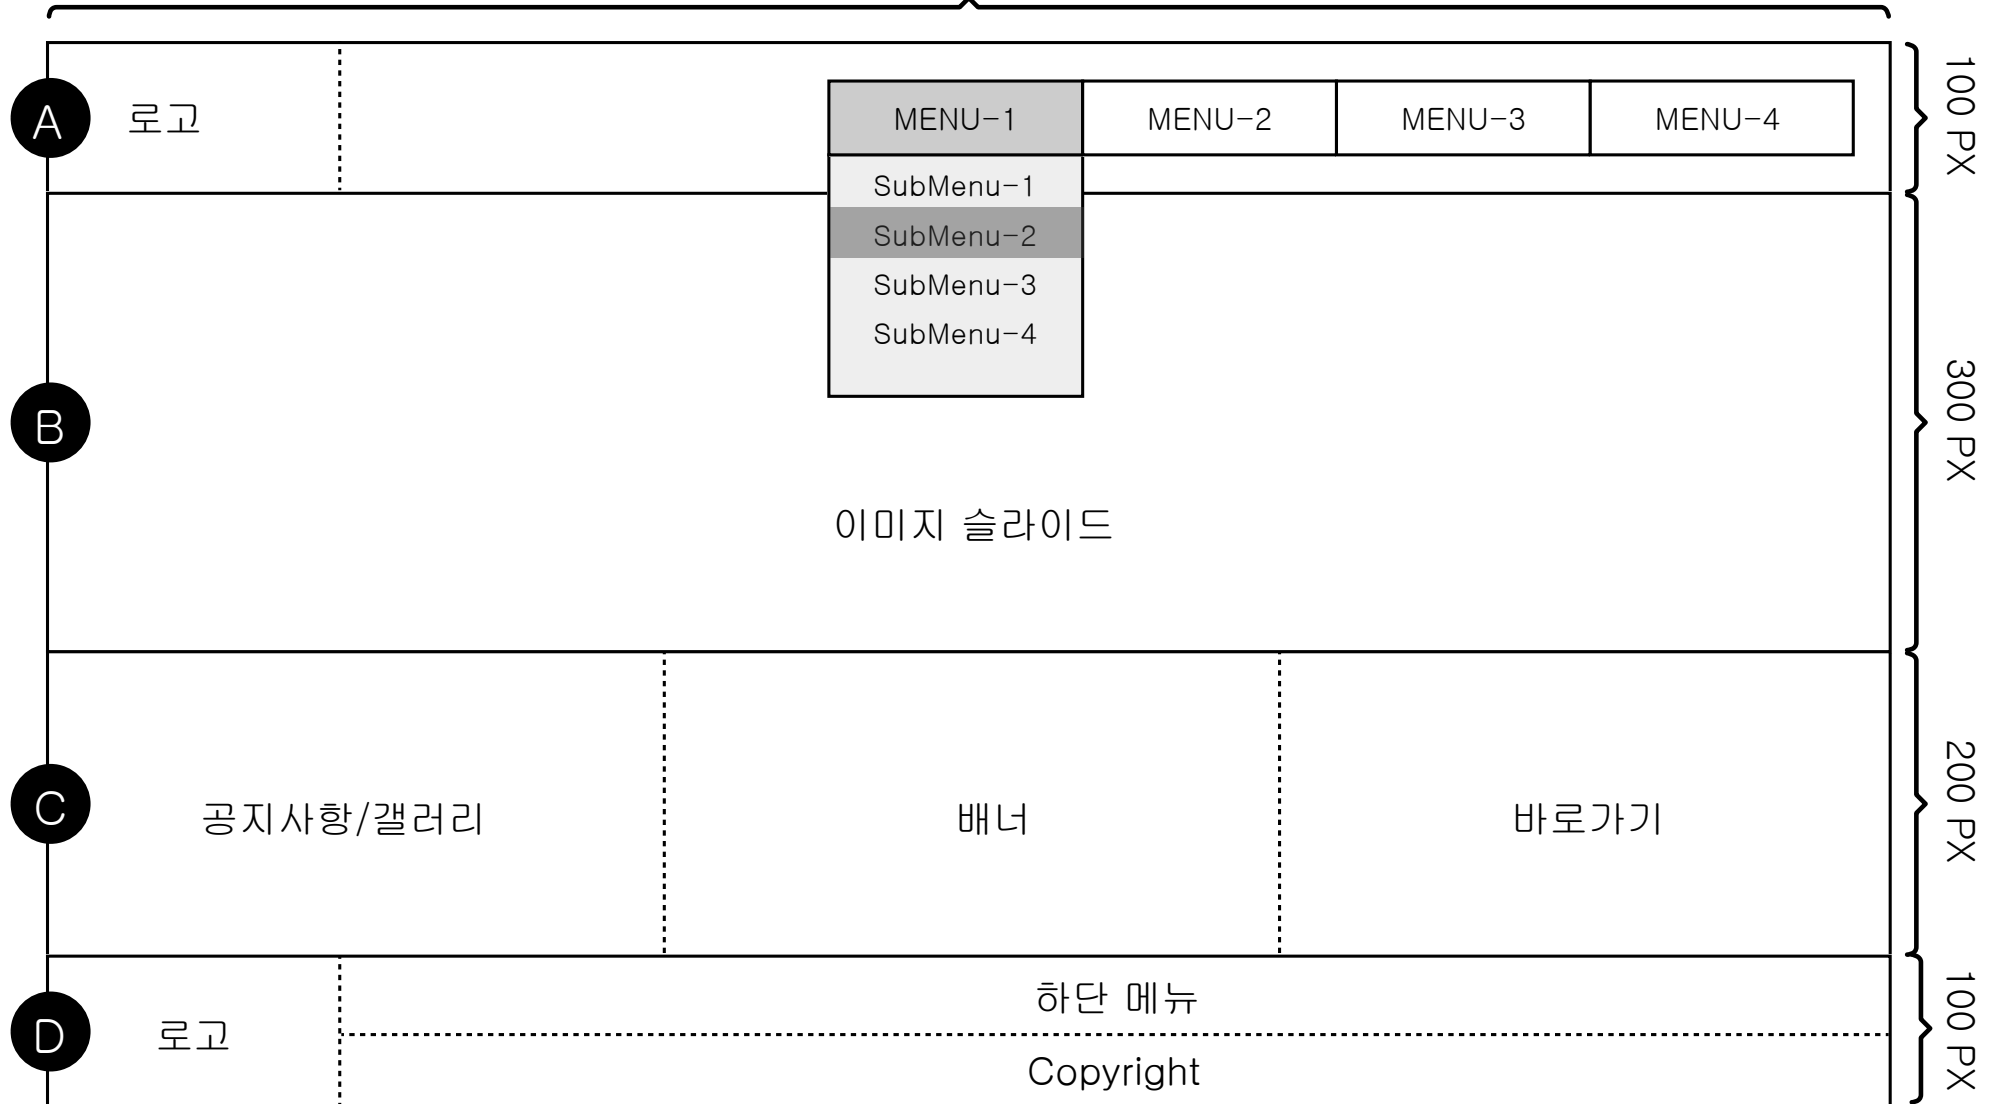 A
로고
MENU-1
MENU-2
MENU-3
MENU-4
100 PX
SubMenu-1
SubMenu-2
SubMenu-3
SubMenu-4
B
300 PX
이미지 슬라이드
C
공지사항/갤러리
배너
바로가기
200 PX
D
로고
하단 메뉴
Copyright
100 PX